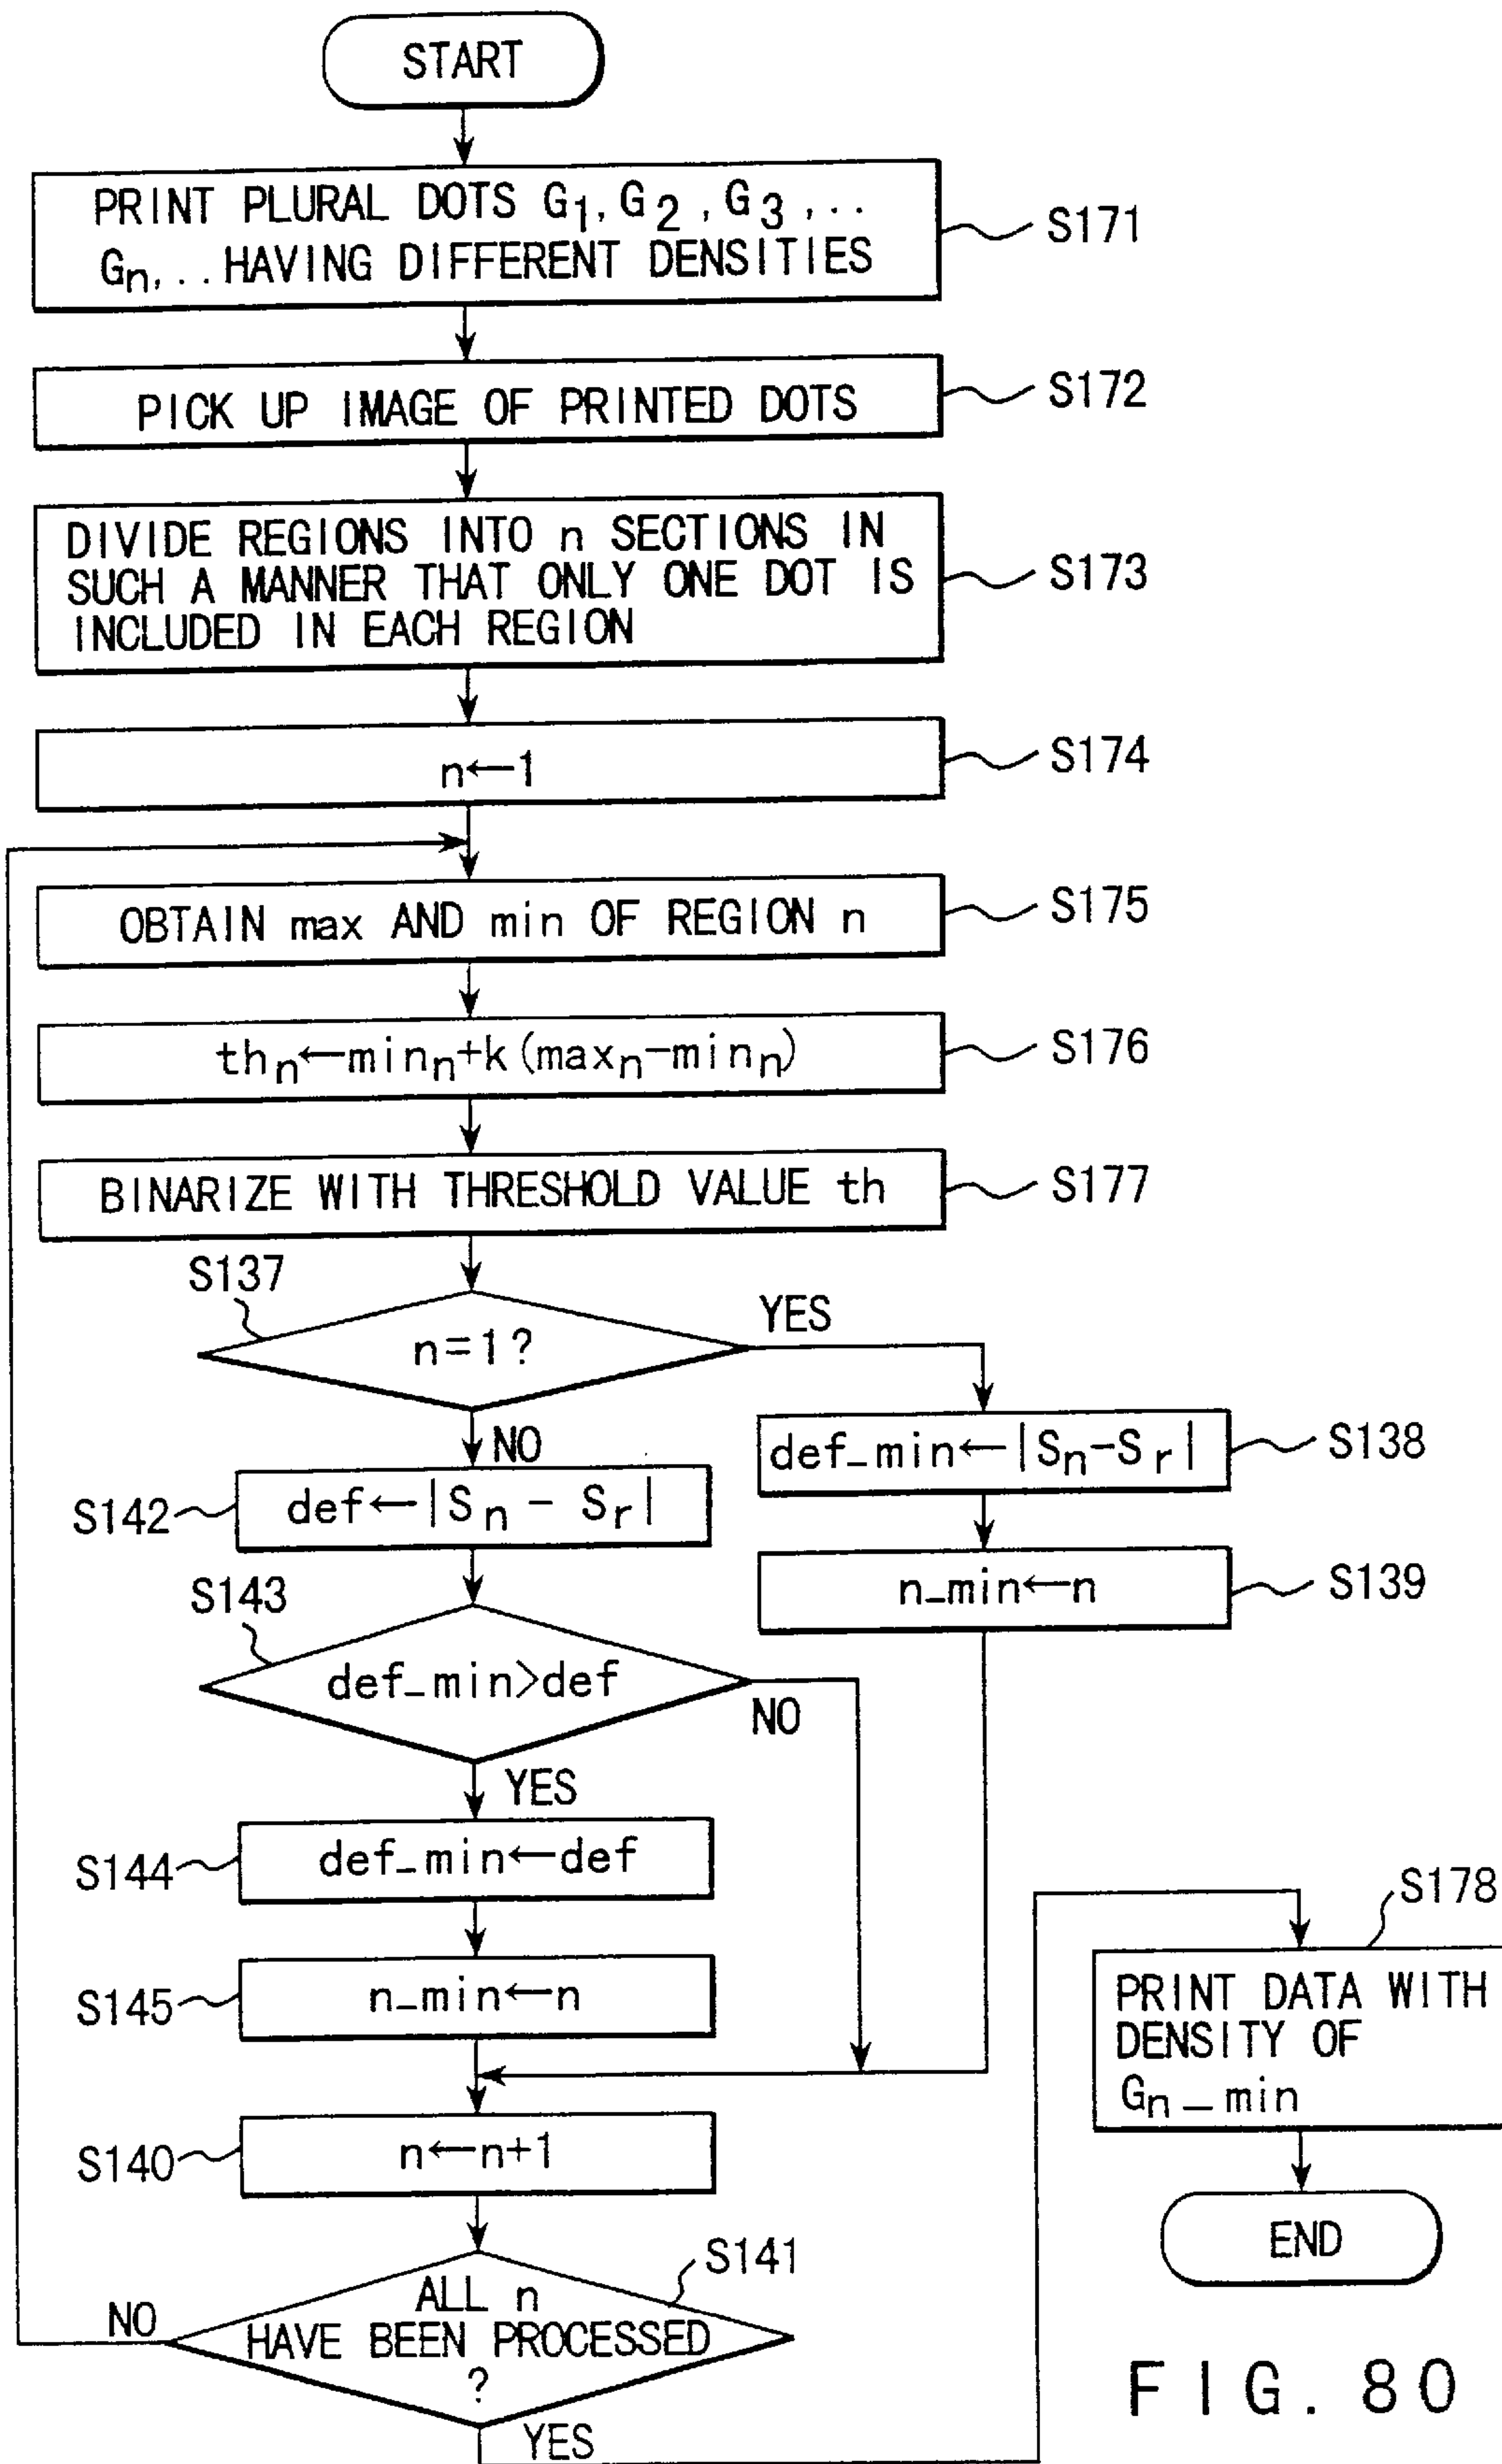 START
PRINT PLURAL DOTS G1, G2, G3, ..
Gn, .. HAVING DIFFERENT DENSITIES
S171
PICK UP IMAGE OF PRINTED DOTS
S172
DIVIDE REGIONS INTO n SECTIONS IN
SUCH A MANNER THAT ONLY ONE DOT IS
INCLUDED IN EACH REGION
S173
n←1
S174
OBTAIN max AND min OF REGION n
S175
thn←minn+k(maxn-minn)
S176
BINARIZE WITH THRESHOLD VALUE th
S177
S137
n=1?
YES
NO
def_min←|Sn-Sr|
S138
S142
def←|Sn - Sr|
n_min←n
S139
S143
def_min>def
NO
YES
S144
def_min←def
S145
n_min←n
S178
PRINT DATA WITH
DENSITY OF
Gn_min
S140
n←n+1
END
S141
ALL n
HAVE BEEN PROCESSED
?
NO
YES
FIG. 80